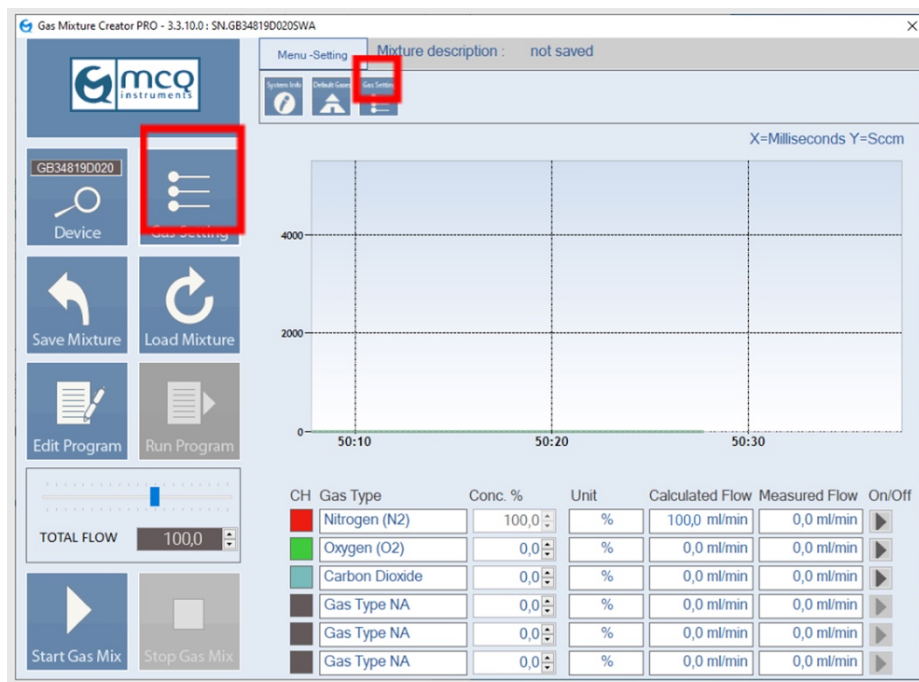 Gas Mixture Creator PRO - 3.3.10.0 : SN.GB34819D020SWA
mcq
instruments
Menu -Setting
Mixture description : not saved
System Info
Default Gases
Gas Setting
X=Milliseconds Y=Sccm
GB34819D020
Device
Gas Setting
Save Mixture
Load Mixture
Edit Program
Run Program
TOTAL FLOW 100,0
Start Gas Mix
Stop Gas Mix
4000
2000
0
50:10 50:20 50:30
CH Gas Type Conc. % Unit Calculated Flow Measured Flow On/Off
Nitrogen (N2) 100,0 % 100,0 ml/min 0,0 ml/min
Oxygen (O2) 0,0 % 0,0 ml/min 0,0 ml/min
Carbon Dioxide 0,0 % 0,0 ml/min 0,0 ml/min
Gas Type NA 0,0 % 0,0 ml/min 0,0 ml/min
Gas Type NA 0,0 % 0,0 ml/min 0,0 ml/min
Gas Type NA 0,0 % 0,0 ml/min 0,0 ml/min